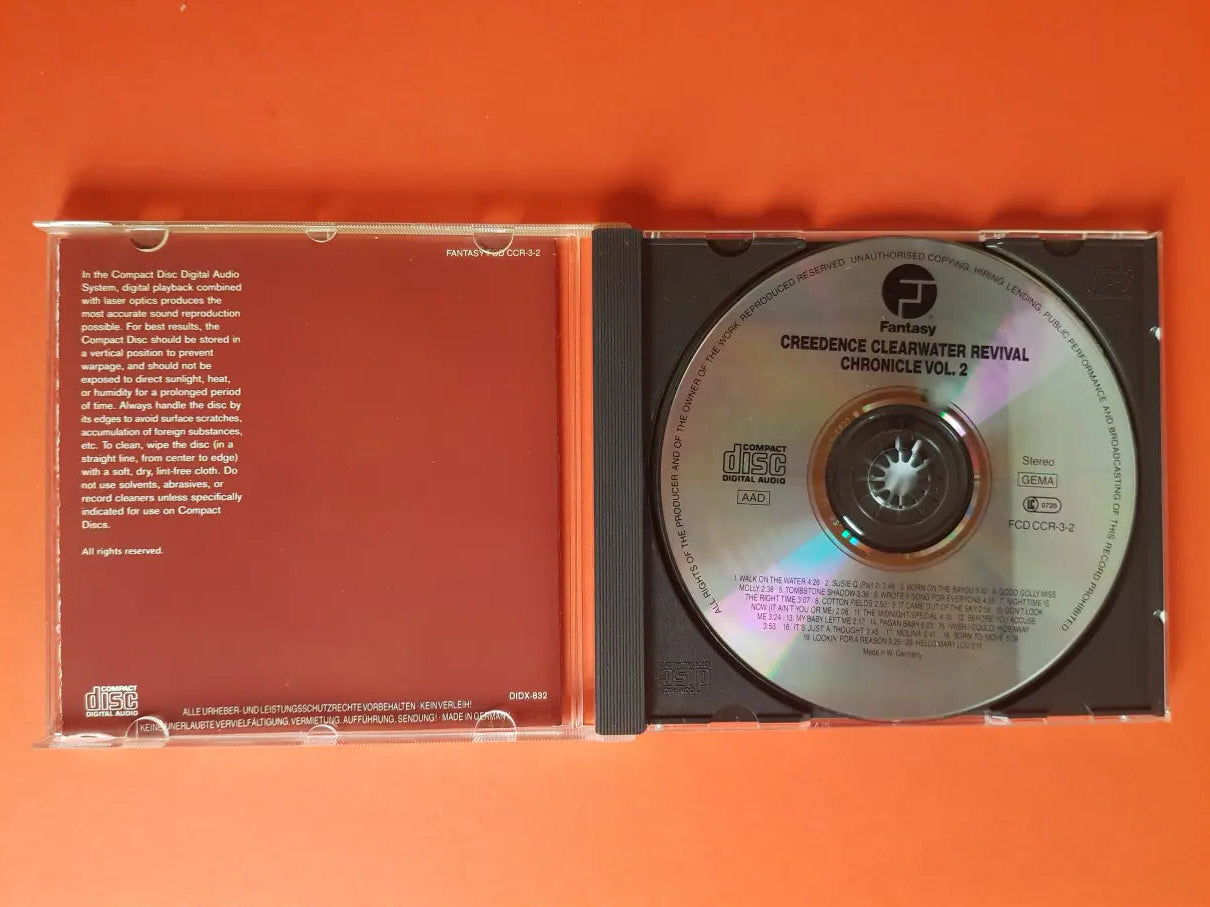 FANTASY FCD CCR-3-2
In the Compact Disc Digital Audio
System, digital playback combined
with laser optics produces the
most accurate sound reproduction
possible. For best results, the
Compact Disc should be stored in
a vertical position to prevent
warpage, and should not be
exposed to direct sunlight, heat,
or humidity for a prolonged period
of time. Always handle the disc by
its edges to avoid surface scratches,
accumulation of foreign substances,
etc. To clean, wipe the disc (in a
straight line, from center to edge)
with a soft, dry, lint-free cloth. Do
not use solvents, abrasives, or
record cleaners unless specifically
indicated for use on Compact
Discs.
All rights reserved.
COMPACT
disc
DIGITAL AUDIO
DIDX-832
ALLE URHEBER- UND LEISTUNGSSCHUTZRECHTE VORBEHALTEN · KEIN VERLEIH!
KEINE UNERLAUBTE VERVIELFÄLTIGUNG, VERMIETUNG, AUFFÜHRUNG, SENDUNG! · MADE IN GERMANY
ALL RIGHTS OF THE PRODUCER AND OF THE OWNER OF THE WORK REPRODUCED RESERVED. UNAUTHORISED COPYING, HIRING, LENDING, PUBLIC PERFORMANCE AND BROADCASTING OF THIS RECORD PROHIBITED
Fantasy
CREEDENCE CLEARWATER REVIVAL
CHRONICLE VOL. 2
COMPACT
disc
DIGITAL AUDIO
AAD
Stereo
GEMA
LC 0720
FCD CCR-3-2
1. WALK ON THE WATER 4:26 · 2. SUSIE Q (Part 2) 3:48 · 3. BORN ON THE BAYOU 5:10 · 4. GOOD GOLLY MISS
MOLLY 2:38 · 5. TOMBSTONE SHADOW 3:36 · 6. WROTE A SONG FOR EVERYONE 4:55 · 7. NIGHT TIME IS
THE RIGHT TIME 3:07 · 8. COTTON FIELDS 2:53 · 9. IT CAME OUT OF THE SKY 2:56 · 10. DON'T LOOK
NOW (IT AIN'T YOU OR ME) 2:08 · 11. THE MIDNIGHT SPECIAL 4:10 · 12. BEFORE YOU ACCUSE
ME 3:24 · 13. MY BABY LEFT ME 2:17 · 14. PAGAN BABY 6:25 · 15. (WISH I COULD) HIDEAWAY
3:53 · 16. IT'S JUST A THOUGHT 3:45 · 17. MOLINA 2:41 · 18. BORN TO MOVE 5:39
19. LOOKIN' FOR A REASON 3:25 · 20. HELLO MARY LOU 2:11
Made in W.-Germany